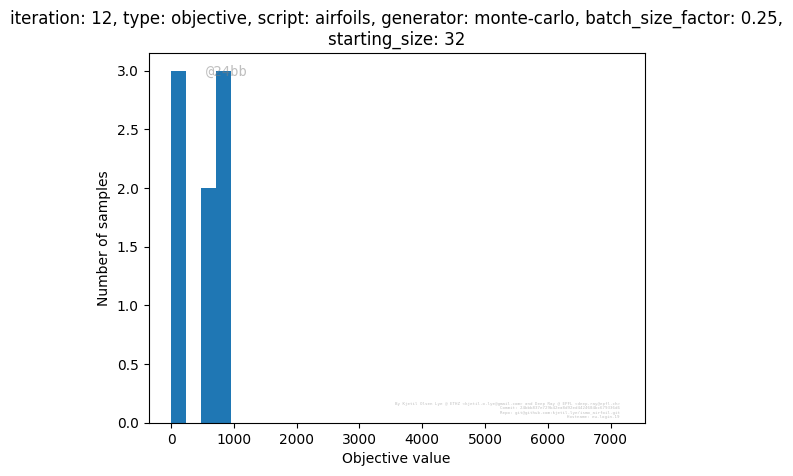 iteration: 12, type: objective, script: airfoils, generator: monte-carlo, batch_size_factor: 0.25,
starting_size: 32
3.0
2.5
2.0
1.5
1.0
0.5
0.0
Number of samples
0 1000 2000 3000 4000 5000 6000 7000
Objective value